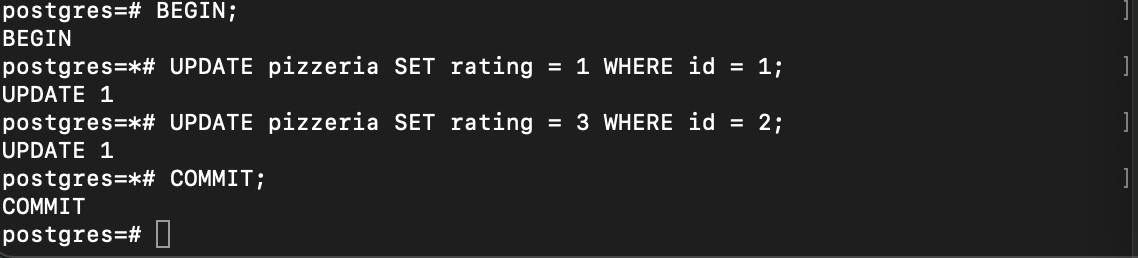 postgres=# BEGIN; ]
BEGIN
postgres=*# UPDATE pizzeria SET rating = 1 WHERE id = 1; ]
UPDATE 1
postgres=*# UPDATE pizzeria SET rating = 3 WHERE id = 2; ]
UPDATE 1
postgres=*# COMMIT; ]
COMMIT
postgres=#